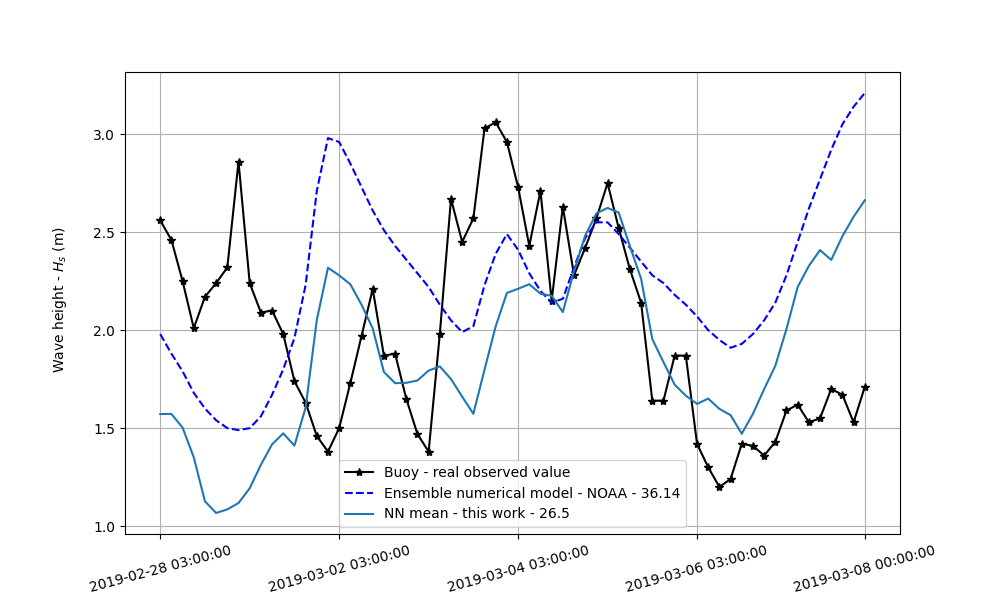 3.0
2.5
2.0
1.5
1.0
Wave height - Hs (m)
Buoy - real observed value
Ensemble numerical model - NOAA - 36.14
NN mean - this work - 26.5
2019-02-28 03:00:00
2019-03-02 03:00:00
2019-03-04 03:00:00
2019-03-06 03:00:00
2019-03-08 00:00:00